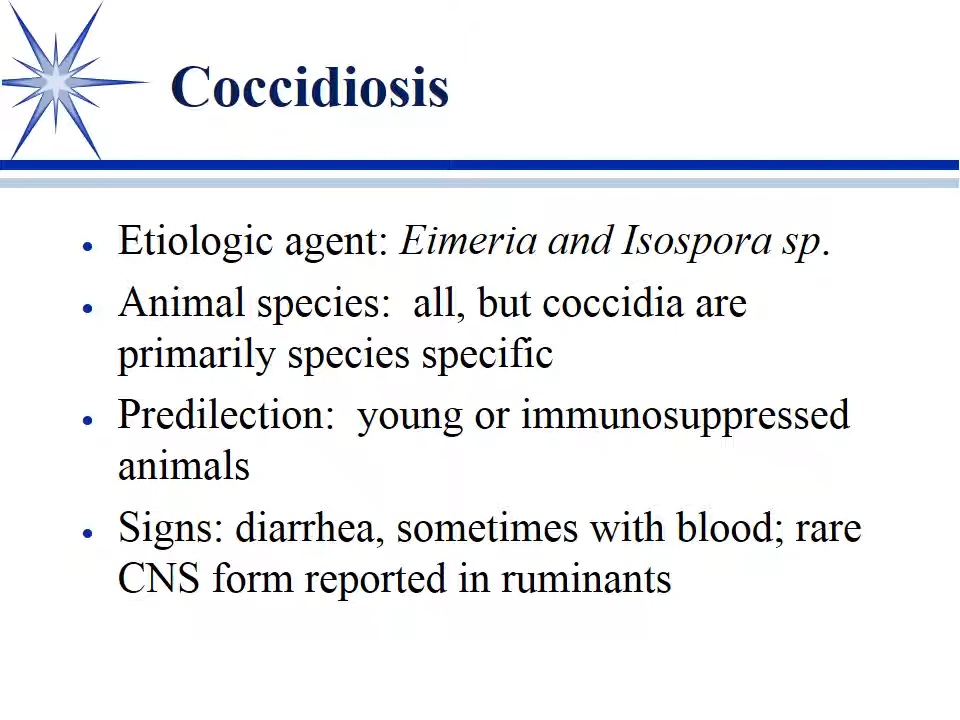 Coccidiosis
• Etiologic agent: Eimeria and Isospora sp.
• Animal species:  all, but coccidia are
primarily species specific
• Predilection:  young or immunosuppressed
animals
• Signs: diarrhea, sometimes with blood; rare
CNS form reported in ruminants